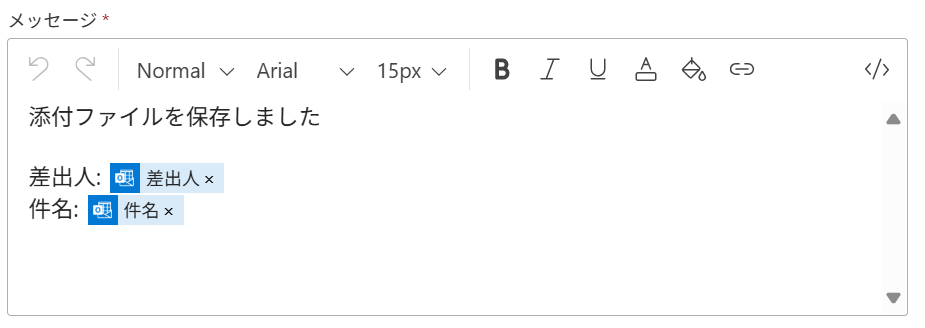 メッセージ *
Normal Arial 15px B I U A </>
添付ファイルを保存しました
差出人: 差出人 ×
件名: 件名 ×